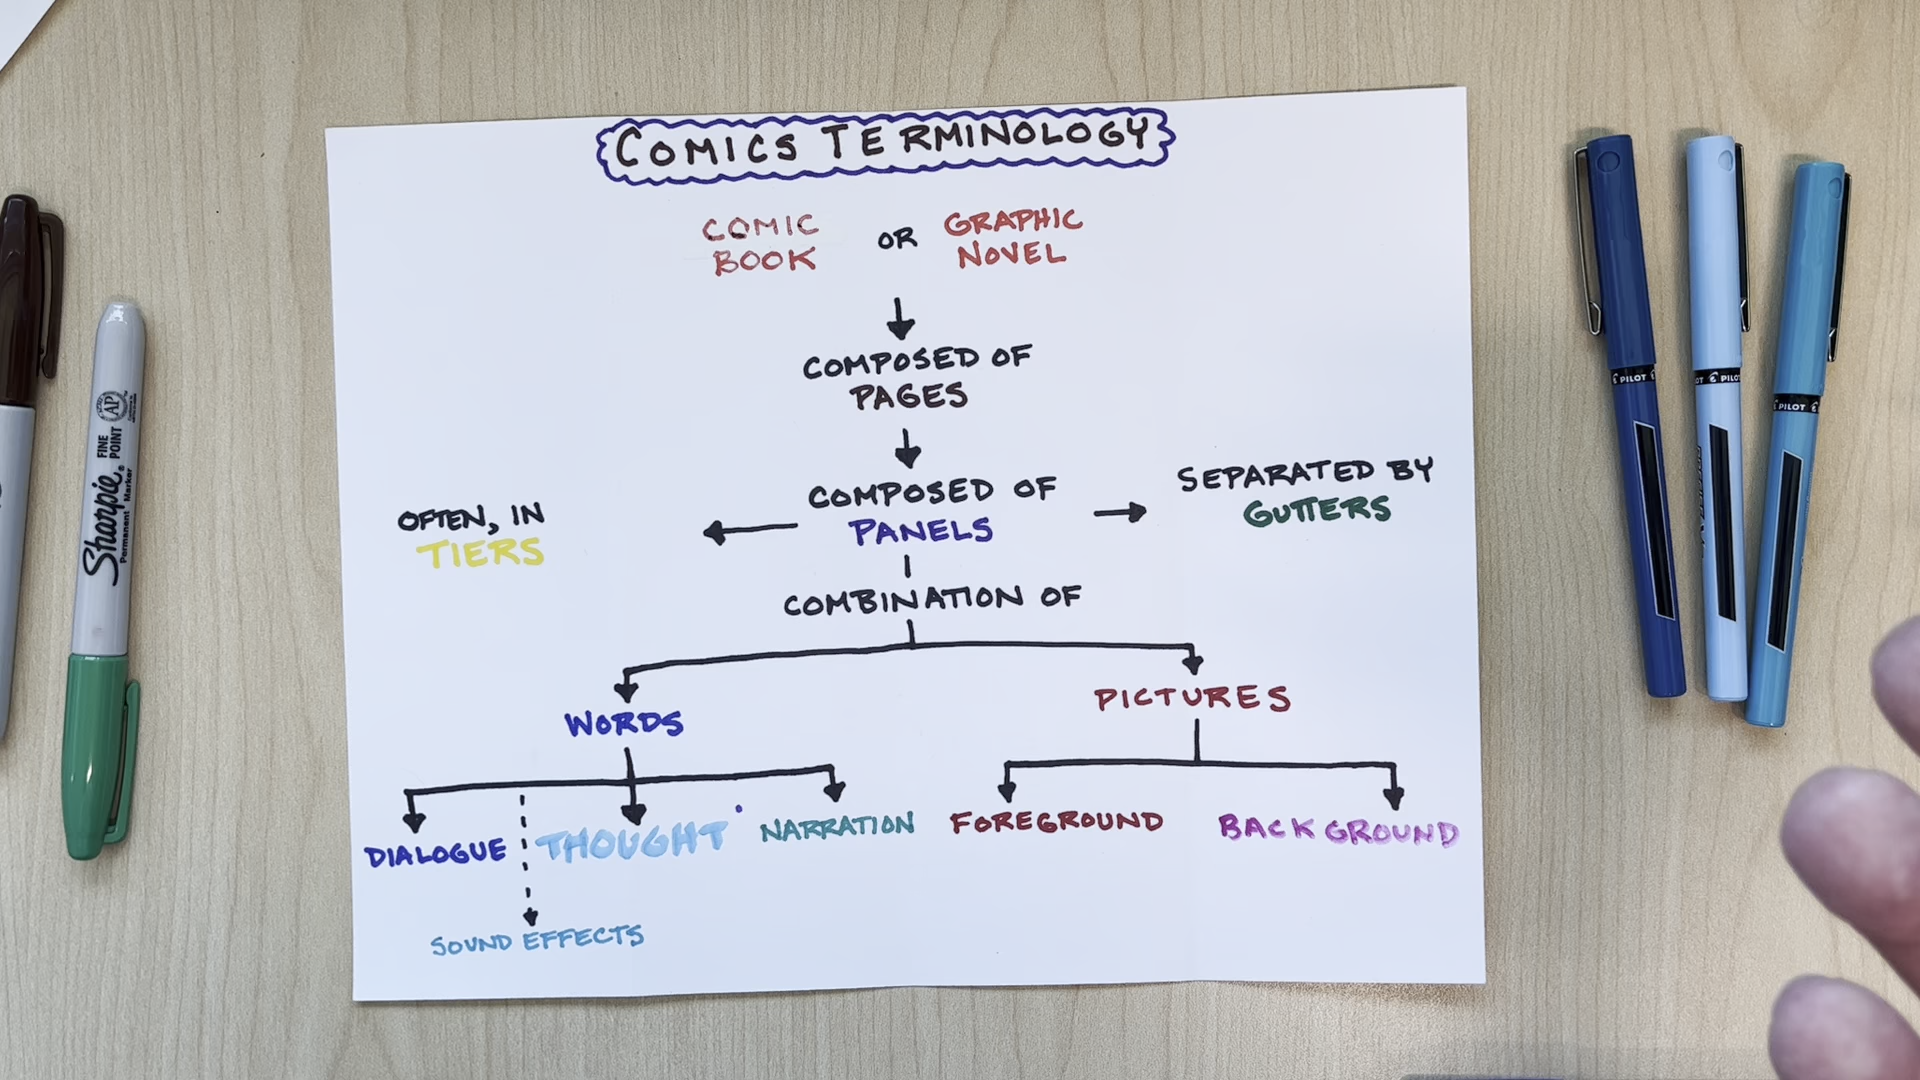 COMICS TERMINOLOGY
COMIC
BOOK
OR
GRAPHIC
NOVEL
COMPOSED OF
PAGES
COMPOSED OF
PANELS
OFTEN, IN
TIERS
SEPARATED BY
GUTTERS
COMBINATION OF
WORDS
PICTURES
DIALOGUE
THOUGHT
NARRATION
FOREGROUND
BACKGROUND
SOUND EFFECTS
Sharpie
Permanent Marker
FINE
POINT
AP
PILOT
PILOT
PILOT